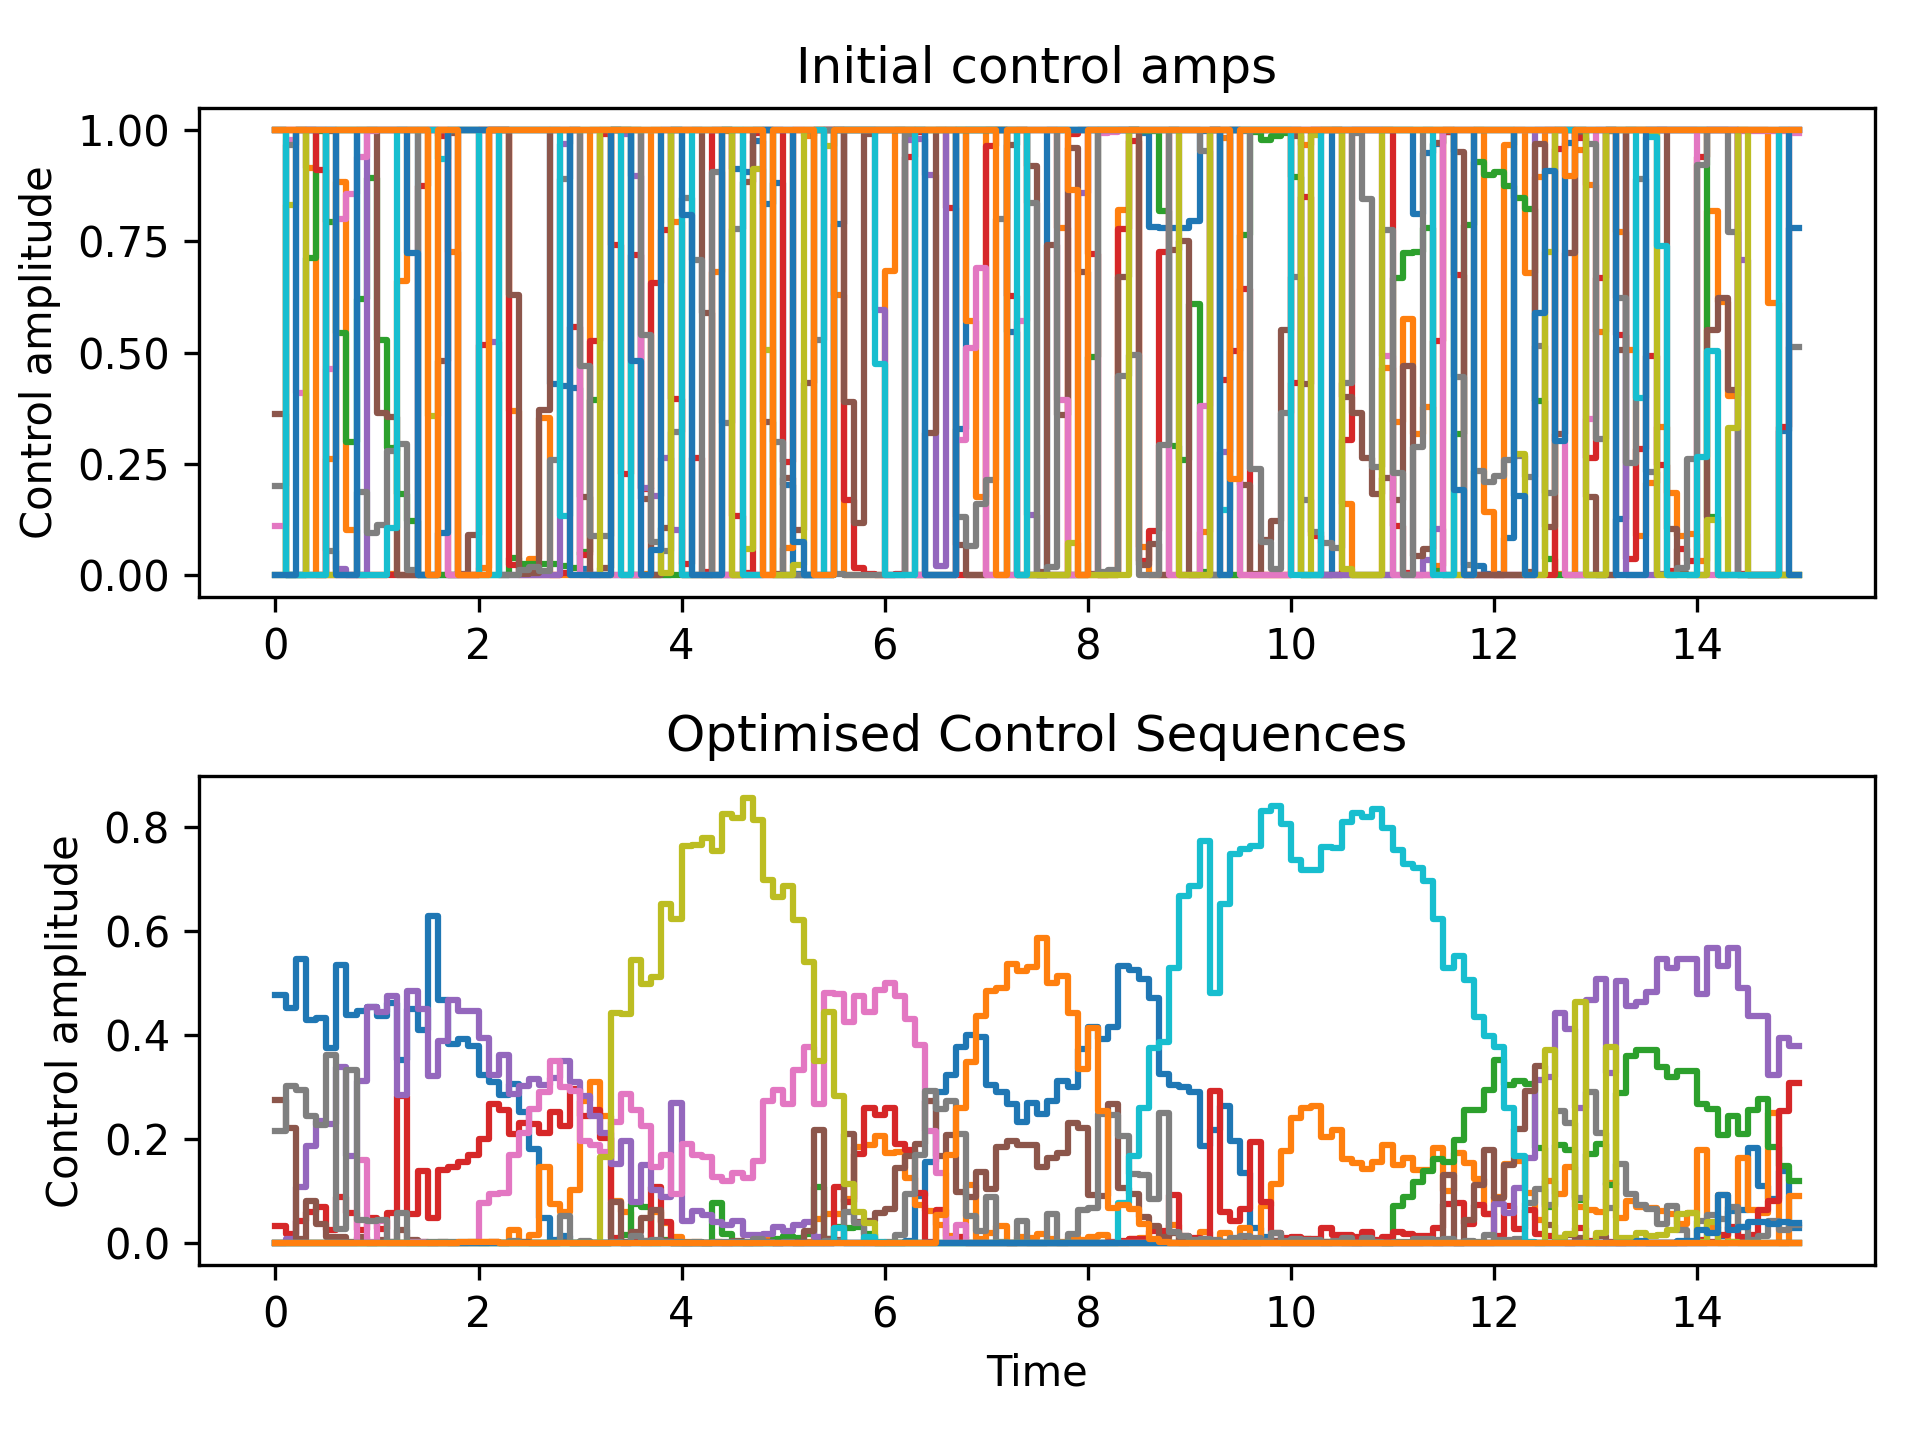 Initial control amps
Control amplitude
1.00
0.75
0.50
0.25
0.00
0 2 4 6 8 10 12 14
Optimised Control Sequences
Control amplitude
0.8
0.6
0.4
0.2
0.0
0 2 4 6 8 10 12 14
Time